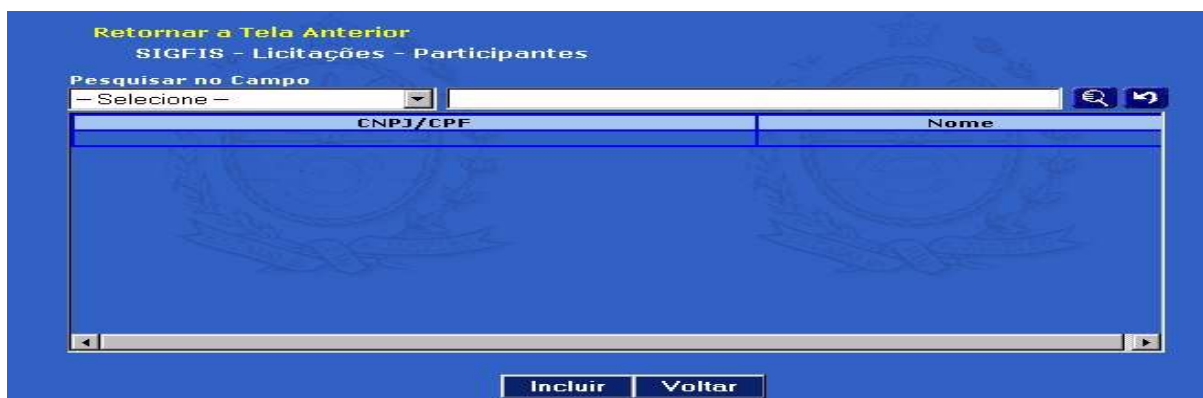 Retornar a Tela Anterior
SIGFIS - Licitações - Participantes
Pesquisar no Campo
-- Selecione --
CNPJ/CPF Nome
Incluir Voltar